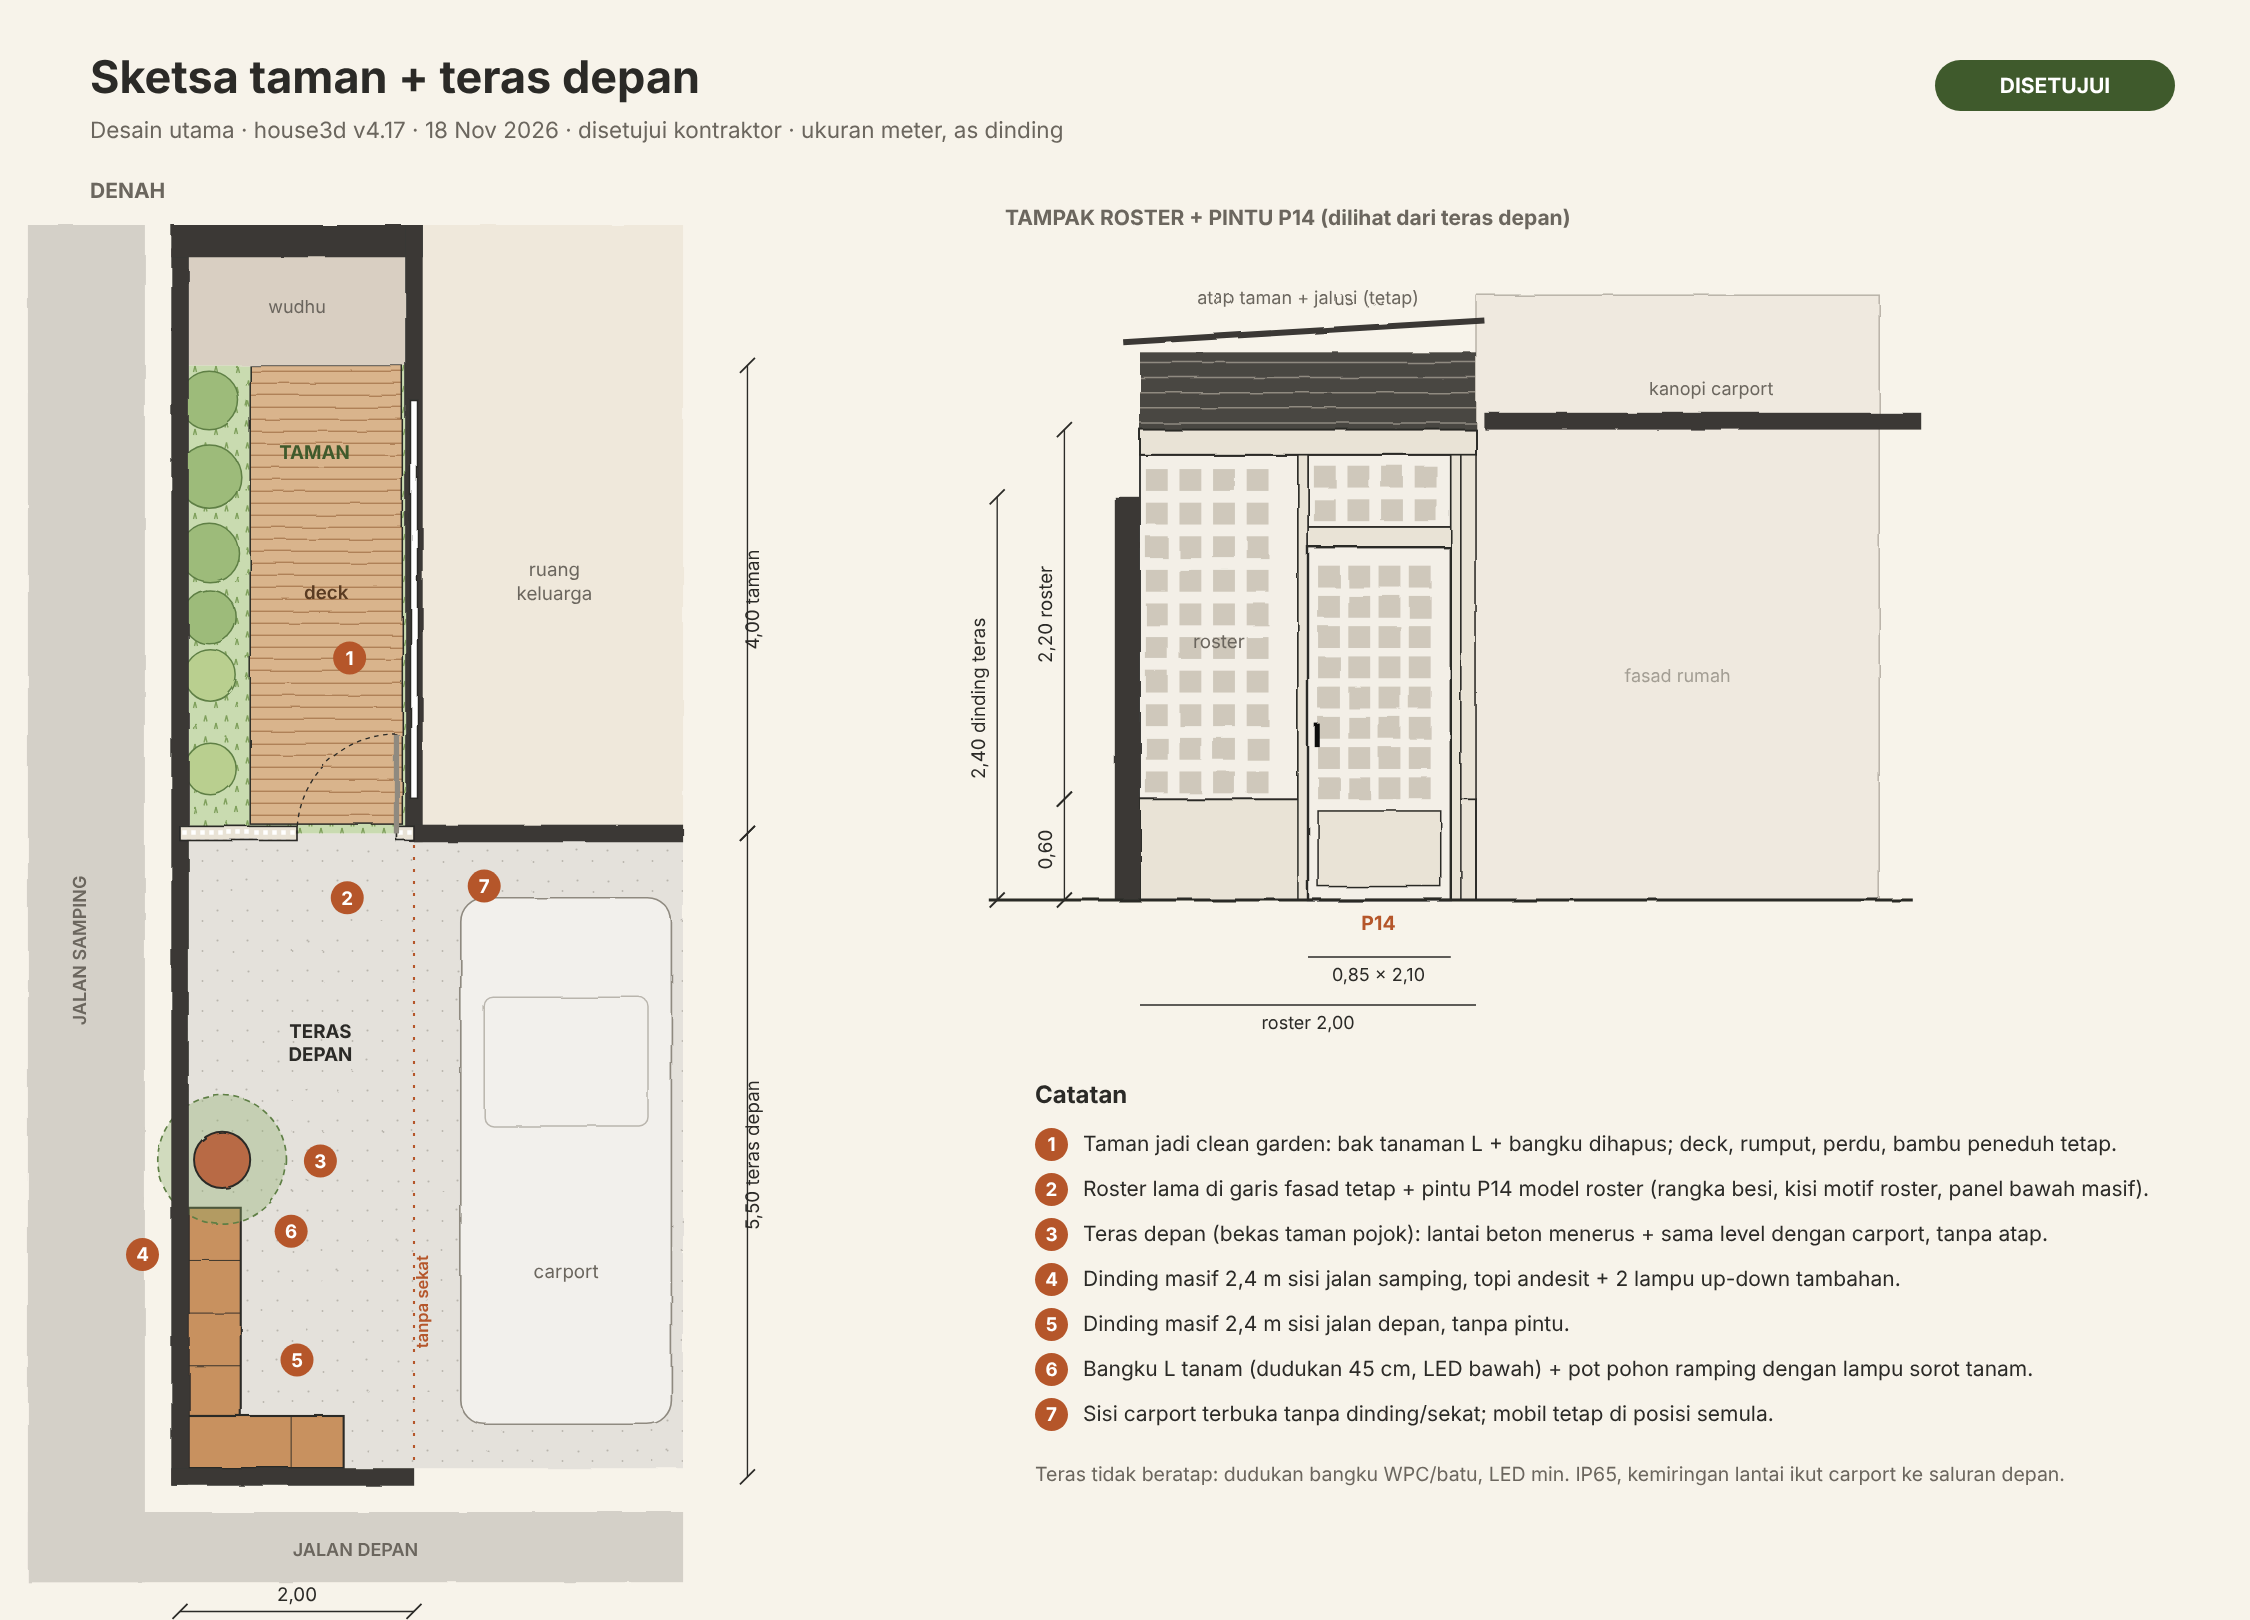 Sketsa taman + teras depan
DISETUJUI
Desain utama · house3d v4.17 · 18 Nov 2026 · disetujui kontraktor · ukuran meter, as dinding
DENAH
wudhu
TAMAN
deck
1
ruang
keluarga
4,00 taman
JALAN SAMPING
2
7
TERAS
DEPAN
3
6
4
5
tanpa sekat
carport
5,50 teras depan
JALAN DEPAN
2,00
TAMPAK ROSTER + PINTU P14 (dilihat dari teras depan)
atap taman + jalusi (tetap)
kanopi carport
2,40 dinding teras
2,20 roster
0,60
roster
fasad rumah
P14
0,85 × 2,10
roster 2,00
Catatan
1 Taman jadi clean garden: bak tanaman L + bangku dihapus; deck, rumput, perdu, bambu peneduh tetap.
2 Roster lama di garis fasad tetap + pintu P14 model roster (rangka besi, kisi motif roster, panel bawah masif).
3 Teras depan (bekas taman pojok): lantai beton menerus + sama level dengan carport, tanpa atap.
4 Dinding masif 2,4 m sisi jalan samping, topi andesit + 2 lampu up-down tambahan.
5 Dinding masif 2,4 m sisi jalan depan, tanpa pintu.
6 Bangku L tanam (dudukan 45 cm, LED bawah) + pot pohon ramping dengan lampu sorot tanam.
7 Sisi carport terbuka tanpa dinding/sekat; mobil tetap di posisi semula.
Teras tidak beratap: dudukan bangku WPC/batu, LED min. IP65, kemiringan lantai ikut carport ke saluran depan.